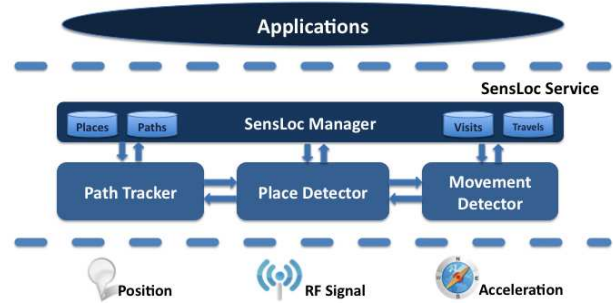 Applications
SensLoc Service
Places Paths SensLoc Manager Visits Travels
Path Tracker Place Detector Movement Detector
Position RF Signal Acceleration